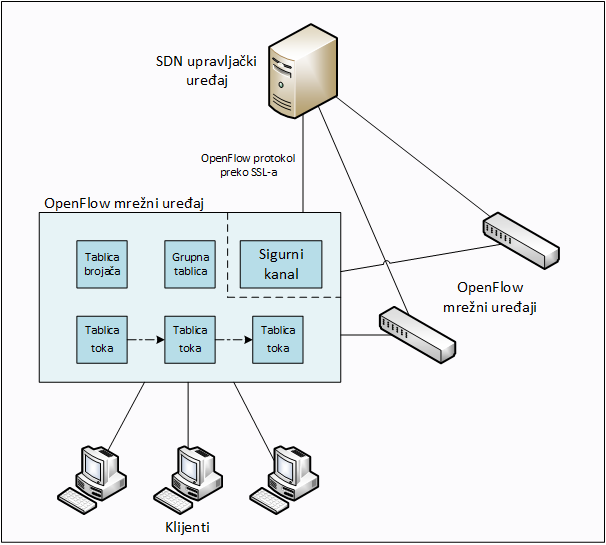 SDN upravljački
uređaj
OpenFlow protokol
preko SSL-a
OpenFlow mrežni uređaj
Tablica
brojača
Grupna
tablica
Sigurni
kanal
OpenFlow
mrežni uređaji
Tablica
toka
Tablica
toka
Tablica
toka
Klijenti